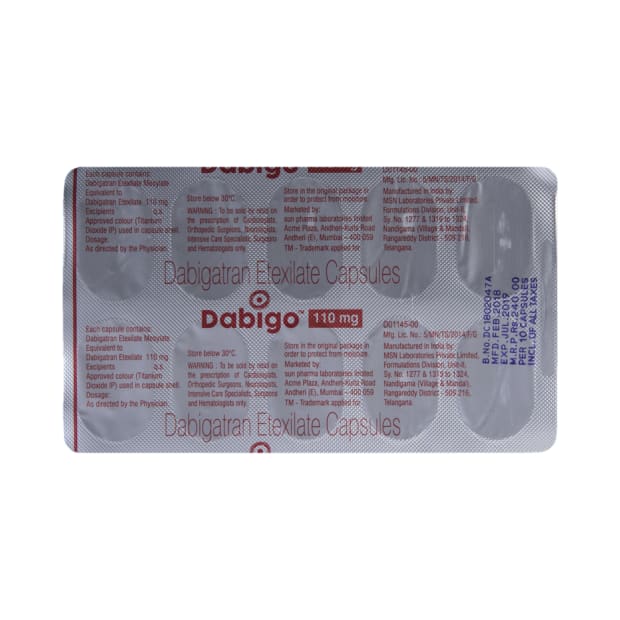 Dabigo
Each capsule contains:
Dabigatran Etexilate Mesylate
Equivalent to
Dabigatran Etexilate 110 mg
Excipients q.s.
Approved colour (Titanium
Dioxide IP) used in capsule shell.
Dosage:
As directed by the Physician.
Store below 30°C.
WARNING : To be sold by retail on
the prescription of Cardiologists,
Orthopedic Surgeons, Neurologists,
Intensive Care Specialists, Surgeons
and Hematologists only.
Store in the original package in
order to protect from moisture.
Marketed by:
sun pharma laboratories limited
Acme Plaza, Andheri-Kurla Road
Andheri (E), Mumbai - 400 059
TM - Trademark applied for
D01145-00
Mfg. Lic. No.: 5/MN/TS/2014/F/G
Manufactured in India by:
MSN Laboratories Private Limited,
Formulations Division, Unit-II,
Sy. No. 1277 & 1319 to 1324,
Nandigama (Village & Mandal),
Rangareddy District - 509 216,
Telangana.
Dabigatran Etexilate Capsules
Dabigo™ 110 mg
Each capsule contains:
Dabigatran Etexilate Mesylate
Equivalent to
Dabigatran Etexilate 110 mg
Excipients q.s.
Approved colour (Titanium
Dioxide IP) used in capsule shell.
Dosage:
As directed by the Physician.
Store below 30°C.
WARNING : To be sold by retail on
the prescription of Cardiologists,
Orthopedic Surgeons, Neurologists,
Intensive Care Specialists, Surgeons
and Hematologists only.
Store in the original package in
order to protect from moisture.
Marketed by:
sun pharma laboratories limited
Acme Plaza, Andheri-Kurla Road
Andheri (E), Mumbai - 400 059
TM - Trademark applied for
D01145-00
Mfg. Lic. No.: 5/MN/TS/2014/F/G
Manufactured in India by:
MSN Laboratories Private Limited,
Formulations Division, Unit-II,
Sy. No. 1277 & 1319 to 1324,
Nandigama (Village & Mandal),
Rangareddy District - 509 216,
Telangana.
Dabigatran Etexilate Capsules
B.No. DC1B02047A
MFD. FEB.2018
EXP. JUL.2019
M.R.P. Rs.240.00
PER 10 CAPSULES
INCL. OF ALL TAXES